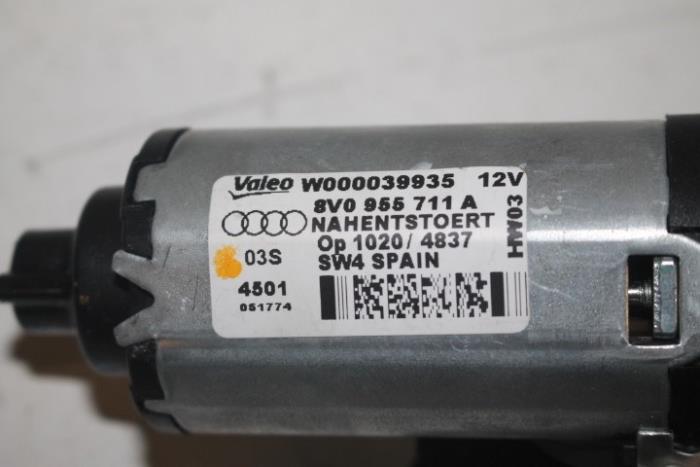 Valeo W000039935 12V
8V0 955 711 A
NAHENTSTOERT
Op 1020/ 4837
03S
SW4 SPAIN
4501
051774
HW03